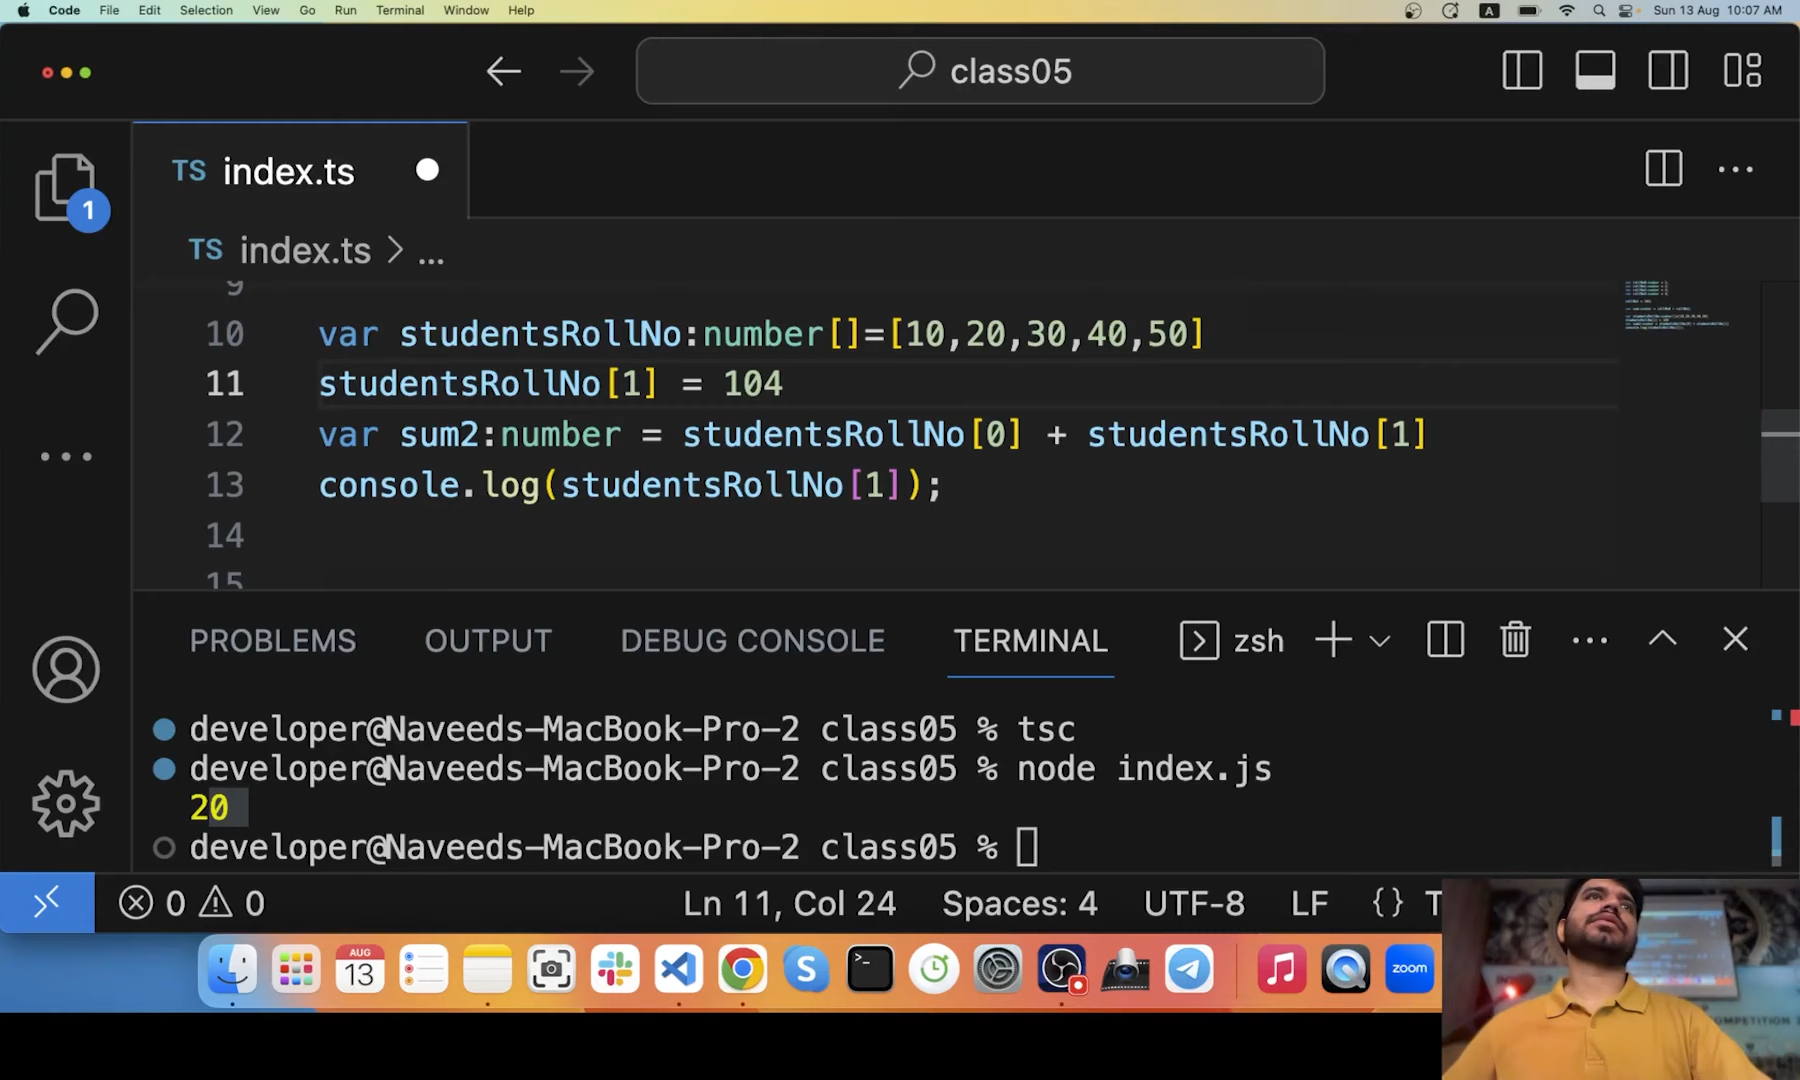 Code File Edit Selection View Go Run Terminal Window Help A Sun 13 Aug 10:07 AM
class05
TS index.ts
1
TS index.ts > ...
9
10 var studentsRollNo:number[]=[10,20,30,40,50]
11 studentsRollNo[1] = 104
12 var sum2:number = studentsRollNo[0] + studentsRollNo[1]
13 console.log(studentsRollNo[1]);
14
15
PROBLEMS OUTPUT DEBUG CONSOLE TERMINAL zsh
developer@Naveeds-MacBook-Pro-2 class05 % tsc
developer@Naveeds-MacBook-Pro-2 class05 % node index.js
20
developer@Naveeds-MacBook-Pro-2 class05 %
0 0 Ln 11, Col 24 Spaces: 4 UTF-8 LF {} T
AUG
13
S
zoom
COMPETITION